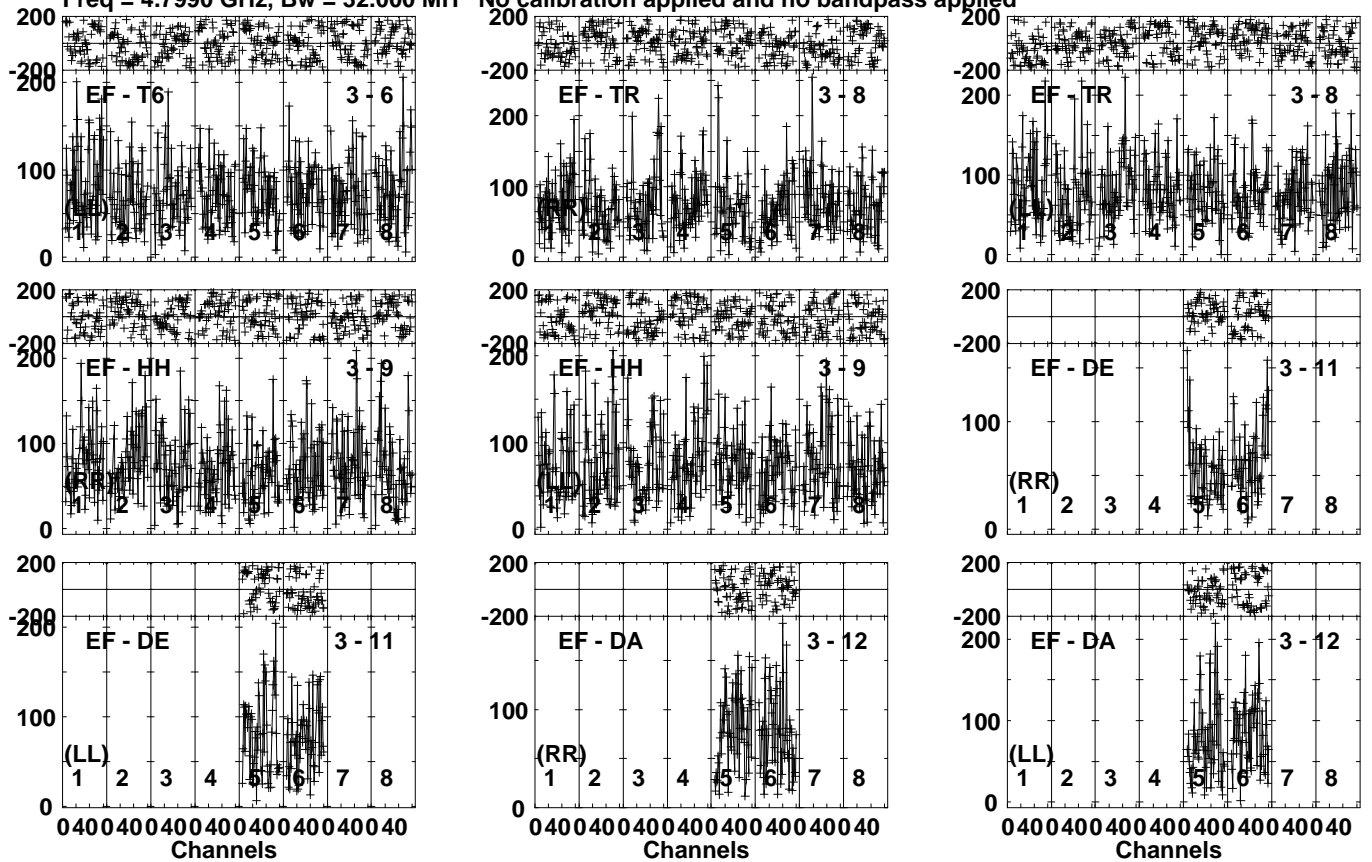 Freq = 4.7990 GHz, Bw = 32.000 MH No calibration applied and no bandpass applied
200 200 200
-200 -200 -200
200 200 200
EF - T6 3 - 6 EF - TR 3 - 8 EF - TR 3 - 8
100 100 100
(LL) (RR) (LL)
1 2 3 4 5 6 7 8 1 2 3 4 5 6 7 8 1 2 3 4 5 6 7 8
0 0 0
200 200 200
-200 -200 -200
200 200
EF - HH 3 - 9 EF - HH 3 - 9 EF - DE 3 - 11
100 100 100
(RR) (LL) (RR)
1 2 3 4 5 6 7 8 1 2 3 4 5 6 7 8 1 2 3 4 5 6 7 8
0 0 0
200 200 200
-200 -200 -200
200 200
EF - DE 3 - 11 EF - DA 3 - 12 EF - DA 3 - 12
100 100 100
(LL) (RR) (LL)
1 2 3 4 5 6 7 8 1 2 3 4 5 6 7 8 1 2 3 4 5 6 7 8
0 0 0
0 40 0 40 0 40 0 40 0 40 0 40 0 40 0 40 0 40 0 40 0 40 0 40 0 40 0 40 0 40 0 40 0 40 0 40 0 40 0 40 0 40 0 40 0 40 0 40
Channels Channels Channels